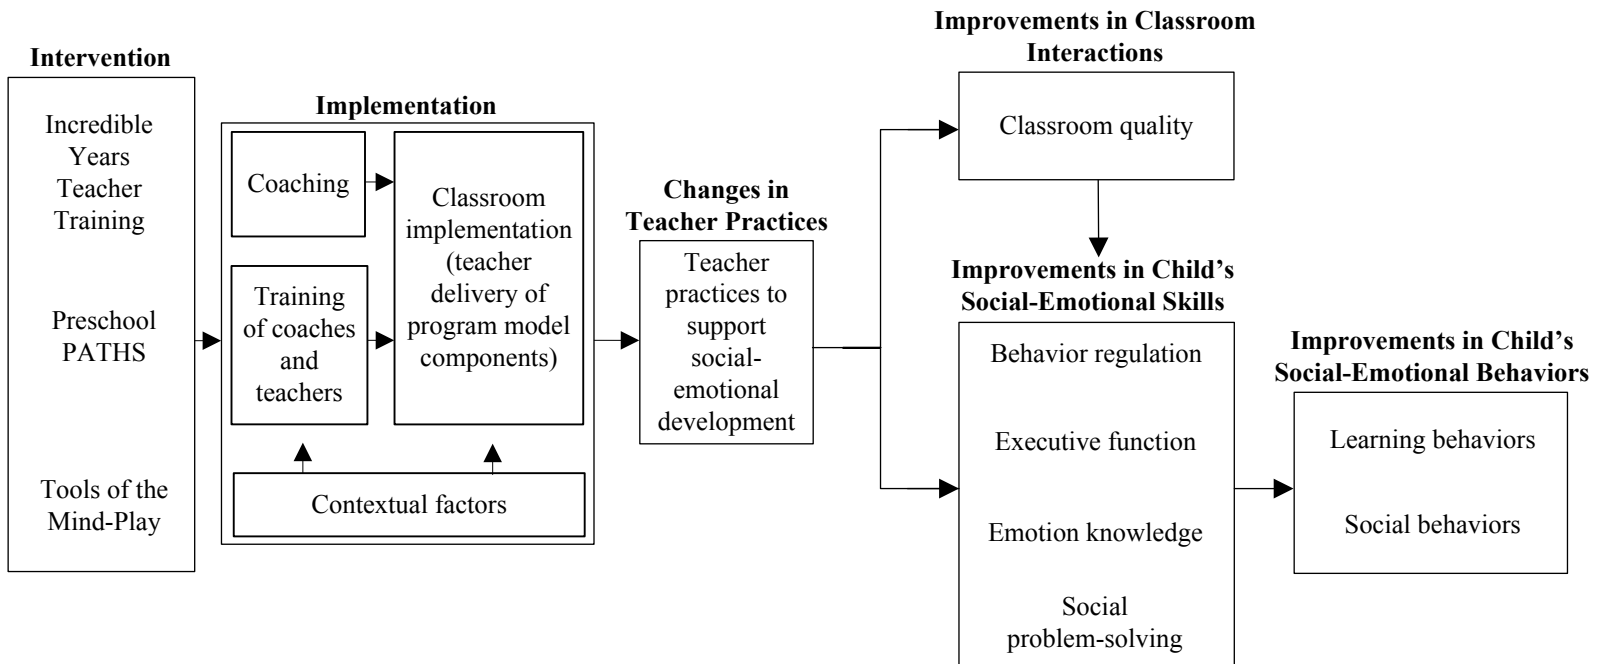 Intervention
Incredible
Years
Teacher
Training
Preschool
PATHS
Tools of the
Mind-Play
Implementation
Coaching
Training
of coaches
and
teachers
Classroom
implementation
(teacher
delivery of
program model
components)
Contextual factors
Changes in
Teacher Practices
Teacher
practices to
support
social-
emotional
development
Improvements in Classroom
Interactions
Classroom quality
Improvements in Child’s
Social-Emotional Skills
Behavior regulation
Executive function
Emotion knowledge
Social
problem-solving
Improvements in Child’s
Social-Emotional Behaviors
Learning behaviors
Social behaviors